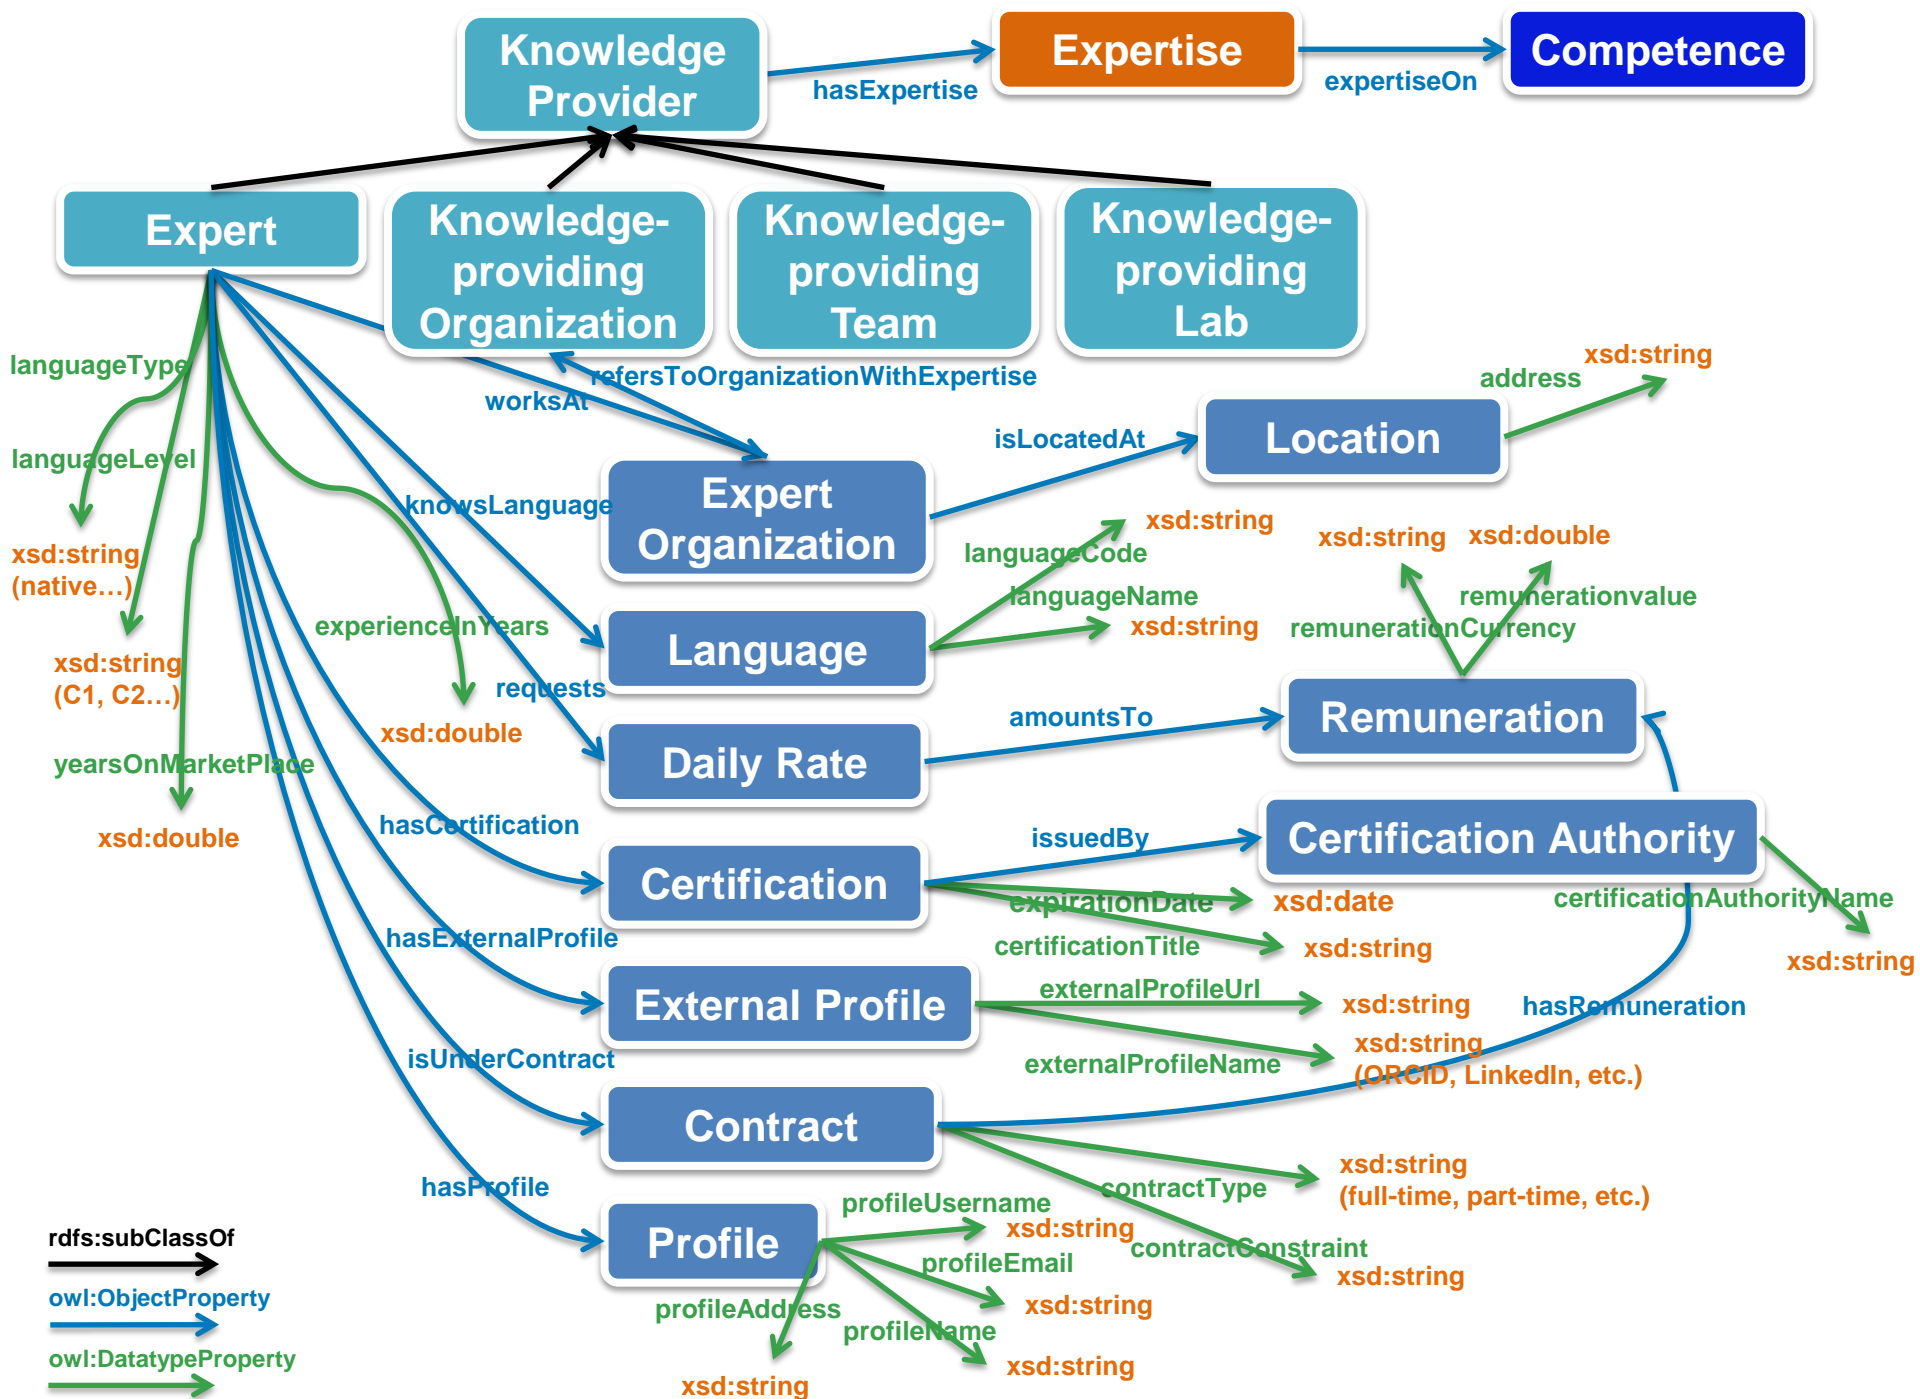 Knowledge
Provider
hasExpertise
Expertise
expertiseOn
Competence
Expert
Knowledge-
providing
Organization
Knowledge-
providing
Team
Knowledge-
providing
Lab
languageType
refersToOrganizationWithExpertise
worksAt
xsd:string
address
isLocatedAt
Location
languageLevel
knowsLanguage
Expert
Organization
xsd:string
languageCode
xsd:string
xsd:double
xsd:string
(native...)
languageName
xsd:string
remunerationvalue
remunerationCurrency
experienceInYears
Language
xsd:string
(C1, C2...)
requests
xsd:double
amountsTo
Remuneration
yearsOnMarketPlace
Daily Rate
xsd:double
hasCertification
issuedBy
Certification Authority
Certification
expirationDate
xsd:date
certificationAuthorityName
hasExternalProfile
certificationTitle
xsd:string
xsd:string
External Profile
externalProfileUrl
xsd:string
hasRemuneration
isUnderContract
externalProfileName
xsd:string
(ORCID, LinkedIn, etc.)
Contract
xsd:string
(full-time, part-time, etc.)
contractType
hasProfile
profileUsername
xsd:string
Profile
contractConstraint
xsd:string
profileEmail
xsd:string
profileAddress
profileName
xsd:string
xsd:string
rdfs:subClassOf
owl:ObjectProperty
owl:DatatypeProperty